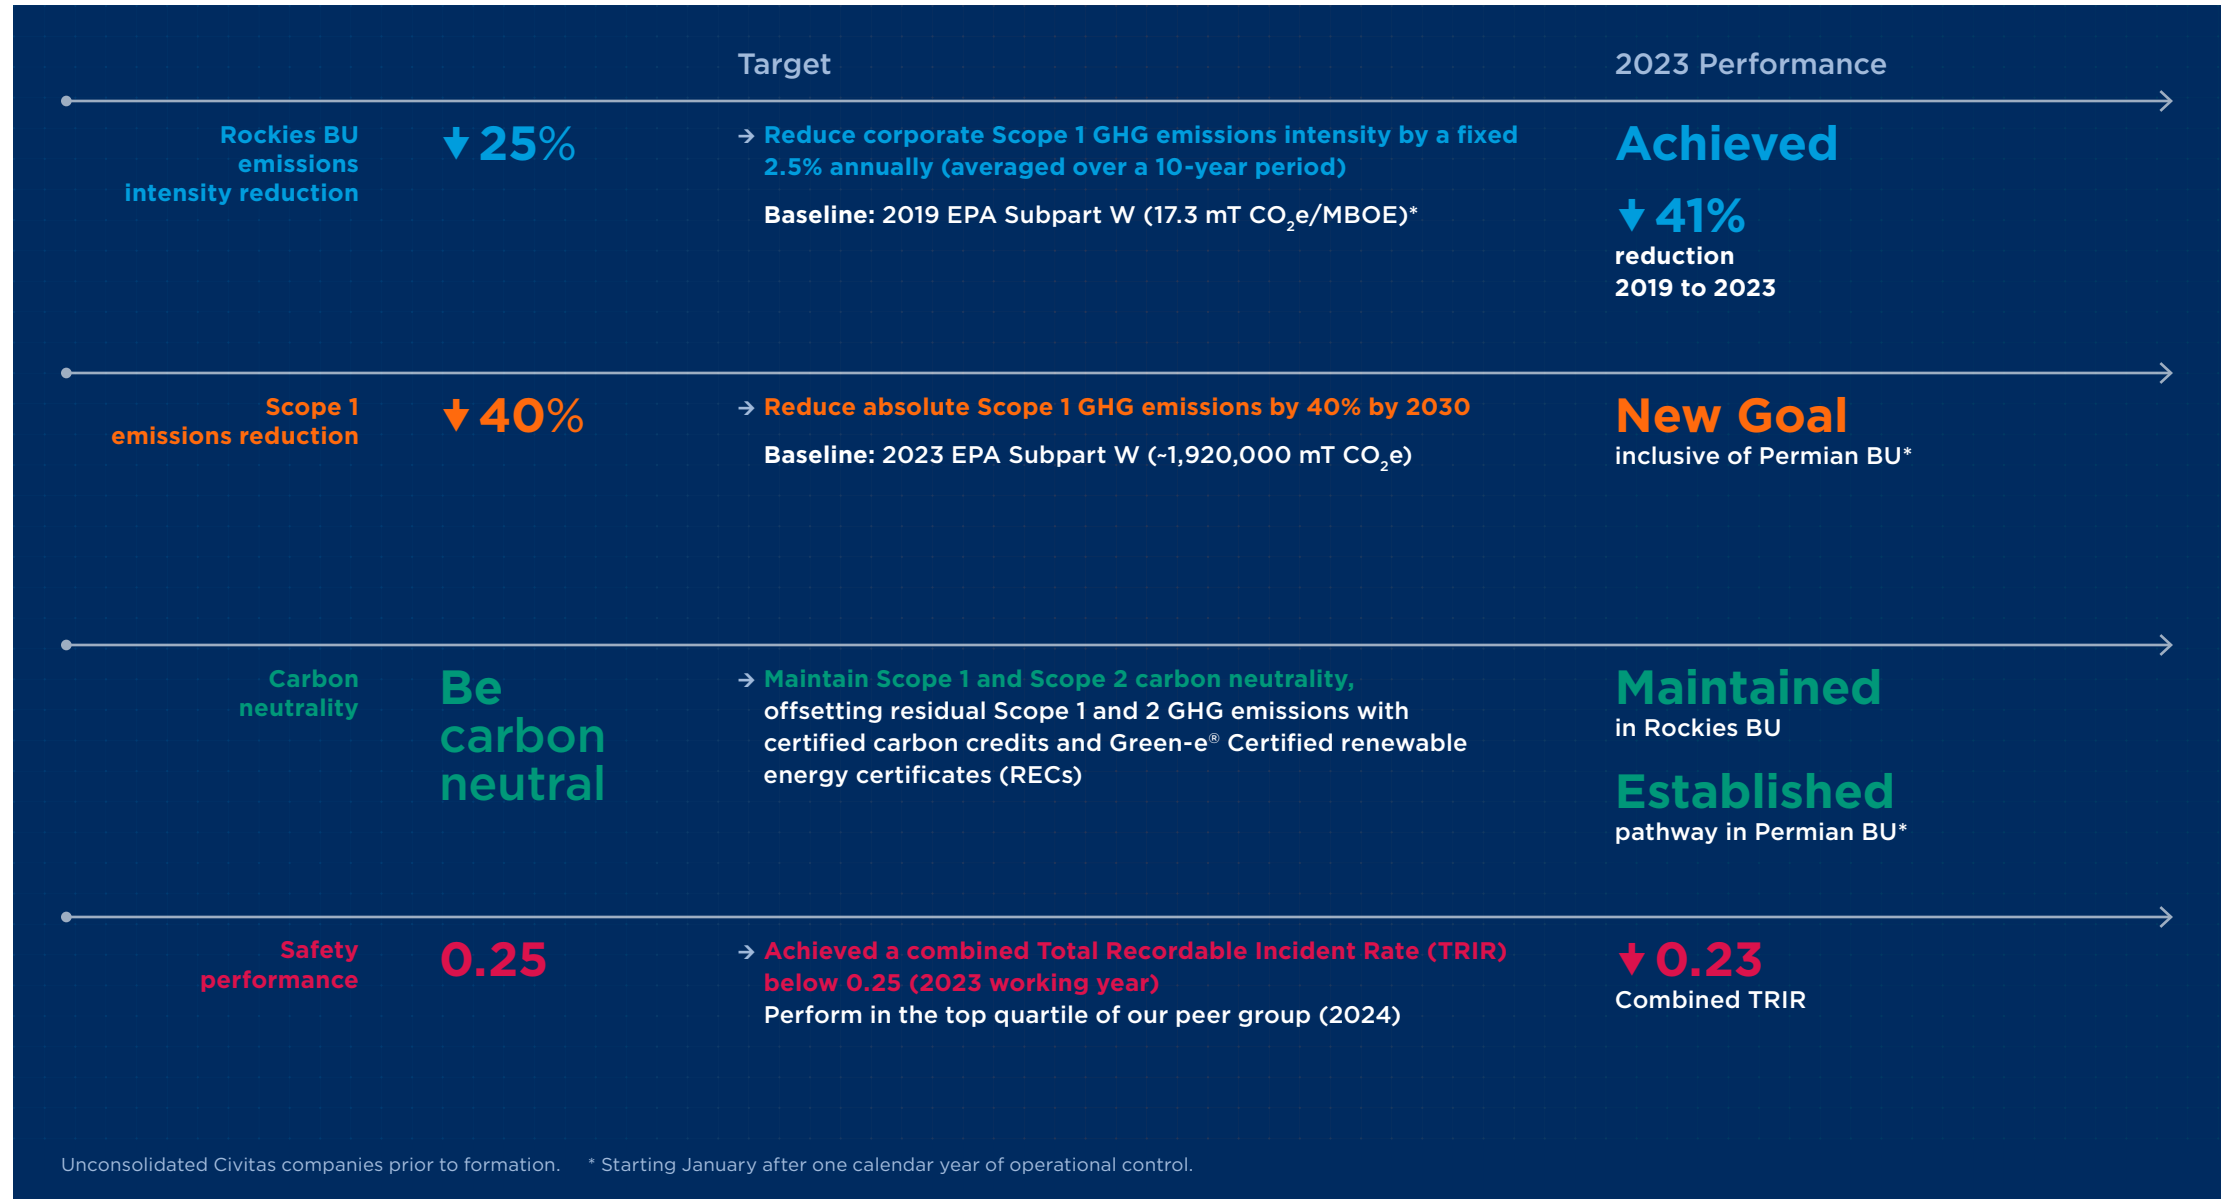 Target
2023 Performance
Rockies BU
emissions
intensity reduction
25%
→ Reduce corporate Scope 1 GHG emissions intensity by a fixed
2.5% annually (averaged over a 10-year period)
Baseline: 2019 EPA Subpart W (17.3 mT CO₂e/MBOE)*
Achieved
41%
reduction
2019 to 2023
Scope 1
emissions reduction
40%
→ Reduce absolute Scope 1 GHG emissions by 40% by 2030
Baseline: 2023 EPA Subpart W (~1,920,000 mT CO₂e)
New Goal
inclusive of Permian BU*
Carbon
neutrality
Be
carbon
neutral
→ Maintain Scope 1 and Scope 2 carbon neutrality,
offsetting residual Scope 1 and 2 GHG emissions with
certified carbon credits and Green-e® Certified renewable
energy certificates (RECs)
Maintained
in Rockies BU
Established
pathway in Permian BU*
Safety
performance
0.25
→ Achieved a combined Total Recordable Incident Rate (TRIR)
below 0.25 (2023 working year)
Perform in the top quartile of our peer group (2024)
0.23
Combined TRIR
Unconsolidated Civitas companies prior to formation. * Starting January after one calendar year of operational control.